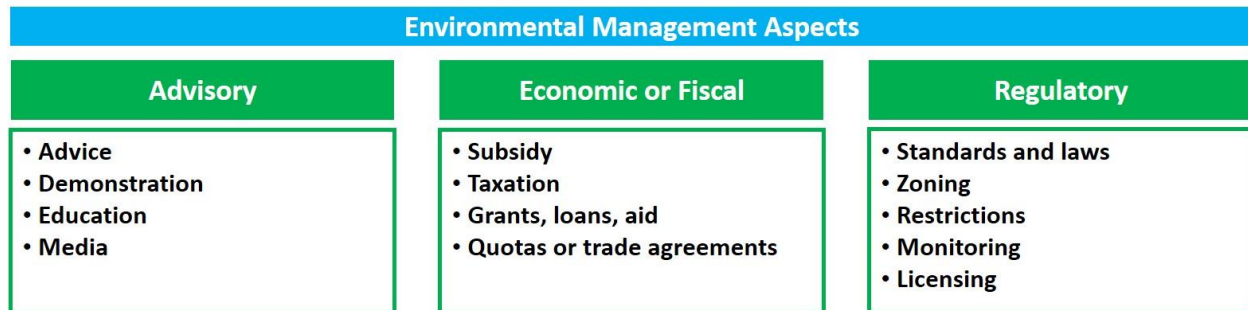 Environmental Management Aspects
Advisory
• Advice
• Demonstration
• Education
• Media
Economic or Fiscal
• Subsidy
• Taxation
• Grants, loans, aid
• Quotas or trade agreements
Regulatory
• Standards and laws
• Zoning
• Restrictions
• Monitoring
• Licensing